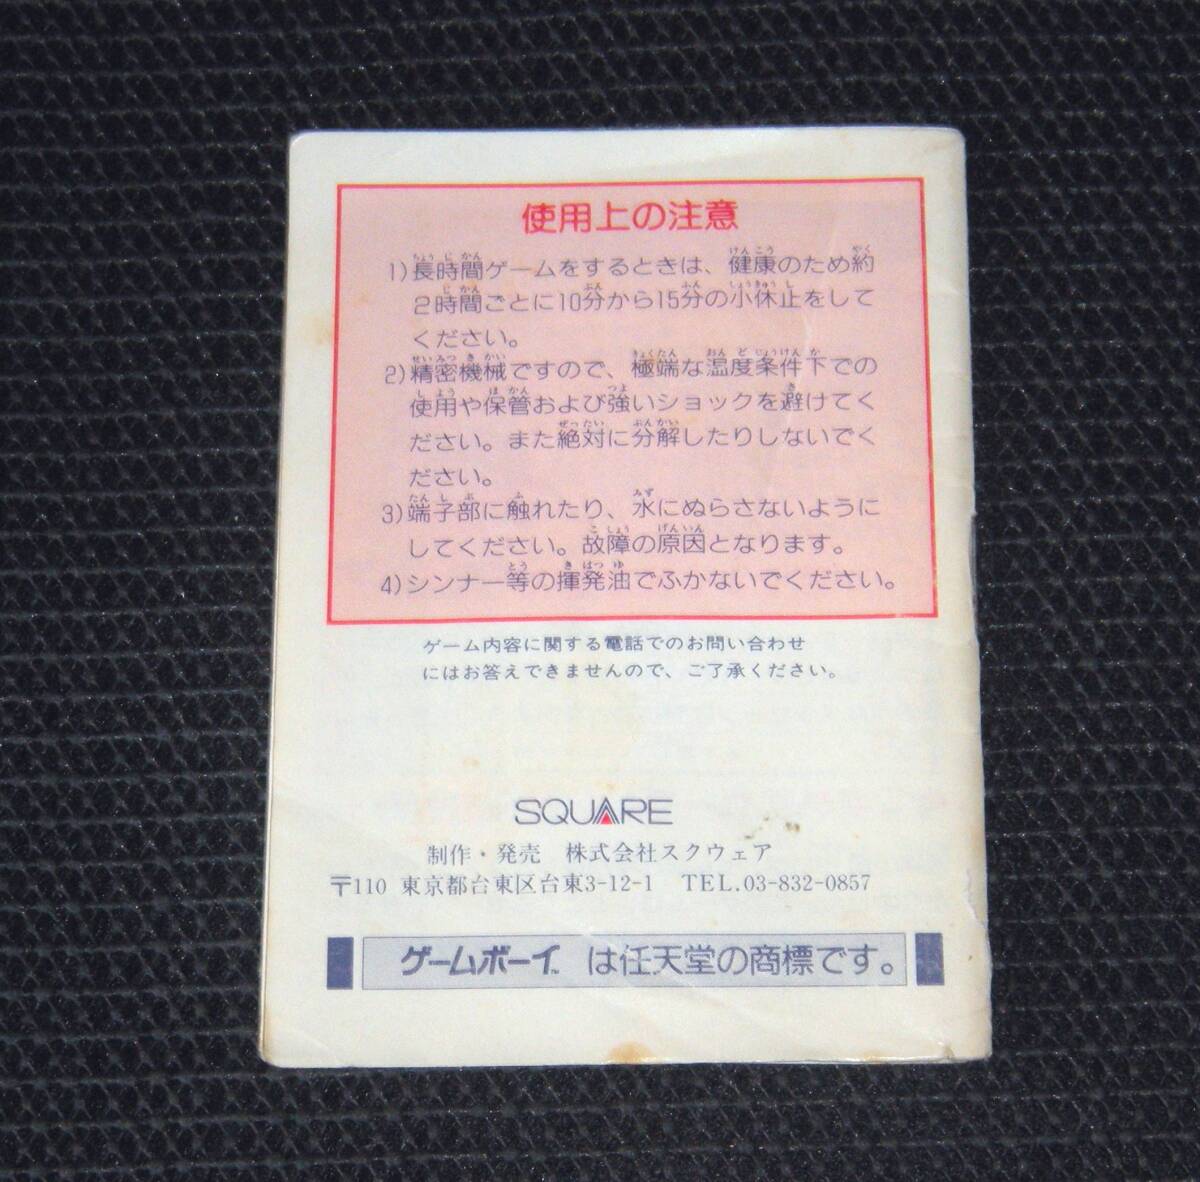 使用上の注意
1)長時間ゲームをするときは、健康のため約
2時間ごとに10分から15分の小休止をして
ください。
2)精密機械ですので、極端な温度条件下での
使用や保管および強いショックを避けてく
ださい。また絶対に分解したりしないでく
ださい。
3)端子部に触れたり、水にぬらさないように
してください。故障の原因となります。
4)シンナー等の揮発油でふかないでください。
ゲーム内容に関する電話でのお問い合わせ
にはお答えできませんので、ご了承ください。
SQUARE
制作・発売 株式会社スクウェア
〒110 東京都台東区台東3-12-1 TEL.03-832-0857
ゲームボーイ™ は任天堂の商標です。